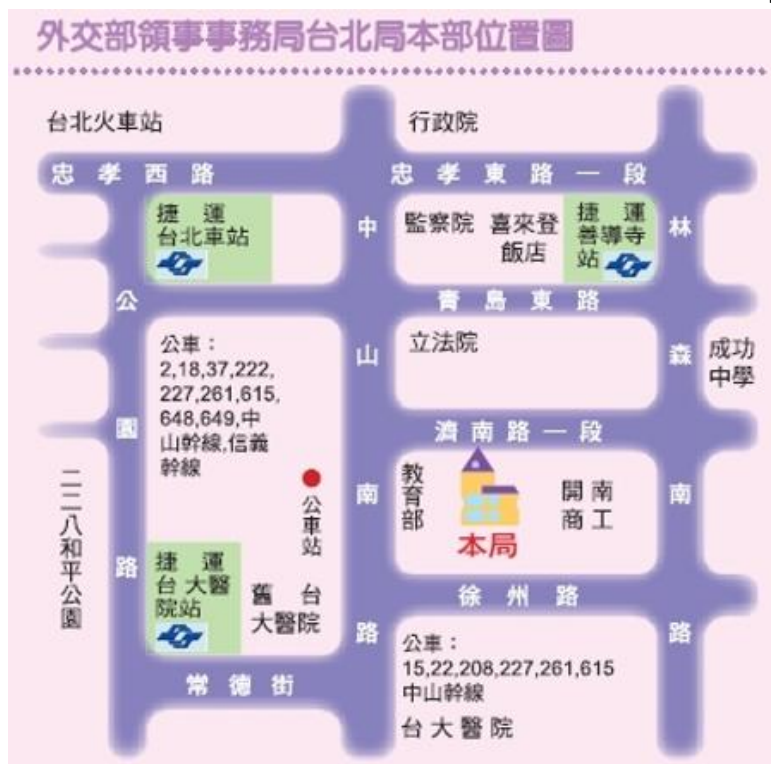 外交部領事事務局台北局本部位置圖
台北火車站
行政院
忠孝西路
忠孝東路一段
捷運
台北車站
中山南路
監察院
喜來登
飯店
捷運
善導寺
站
林森南路
公園路
青島東路
公車：
2,18,37,222,
227,261,615,
648,649,中
山幹線,信義
幹線
立法院
成功
中學
濟南路一段
二二八和平公園
公車站
教育部
本局
開南
商工
捷運
台大醫
院站
舊台
大醫院
徐州路
常德街
公車：
15,22,208,227,261,615
中山幹線
台大醫院